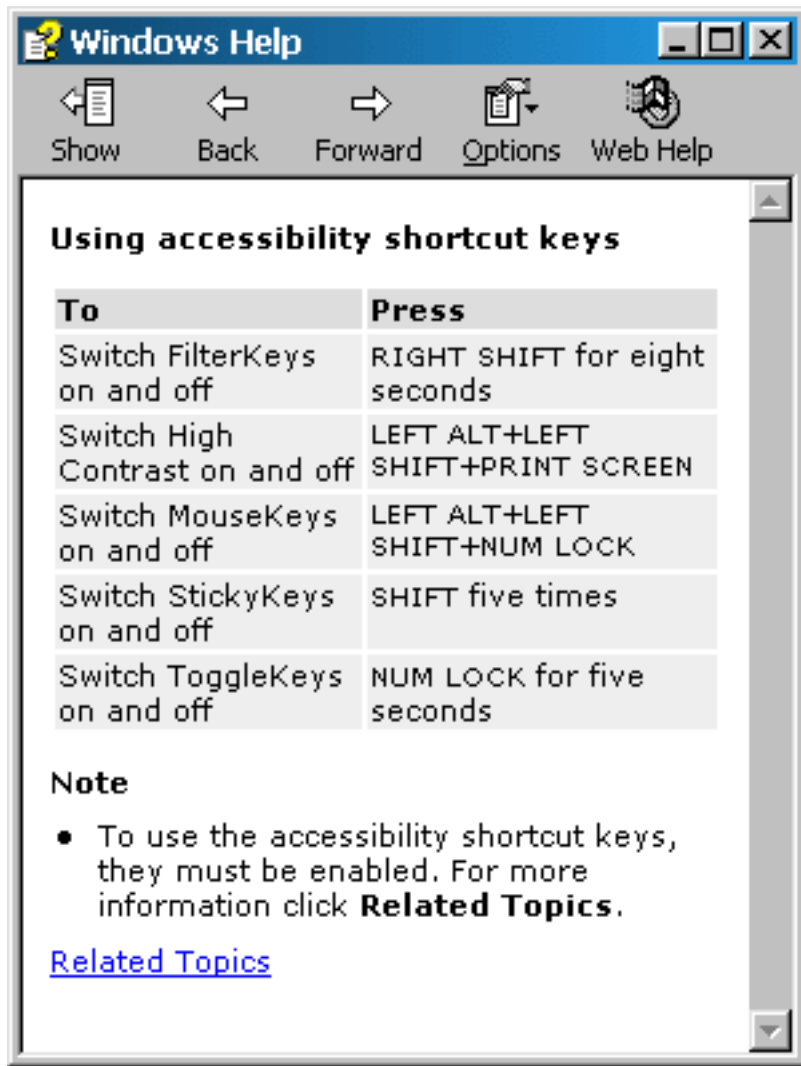 Windows Help
Show Back Forward Options Web Help
Using accessibility shortcut keys
To Press
Switch FilterKeys RIGHT SHIFT for eight
on and off seconds
Switch High LEFT ALT+LEFT
Contrast on and off SHIFT+PRINT SCREEN
Switch MouseKeys LEFT ALT+LEFT
on and off SHIFT+NUM LOCK
Switch StickyKeys SHIFT five times
on and off
Switch ToggleKeys NUM LOCK for five
on and off seconds
Note
• To use the accessibility shortcut keys,
they must be enabled. For more
information click Related Topics.
Related Topics